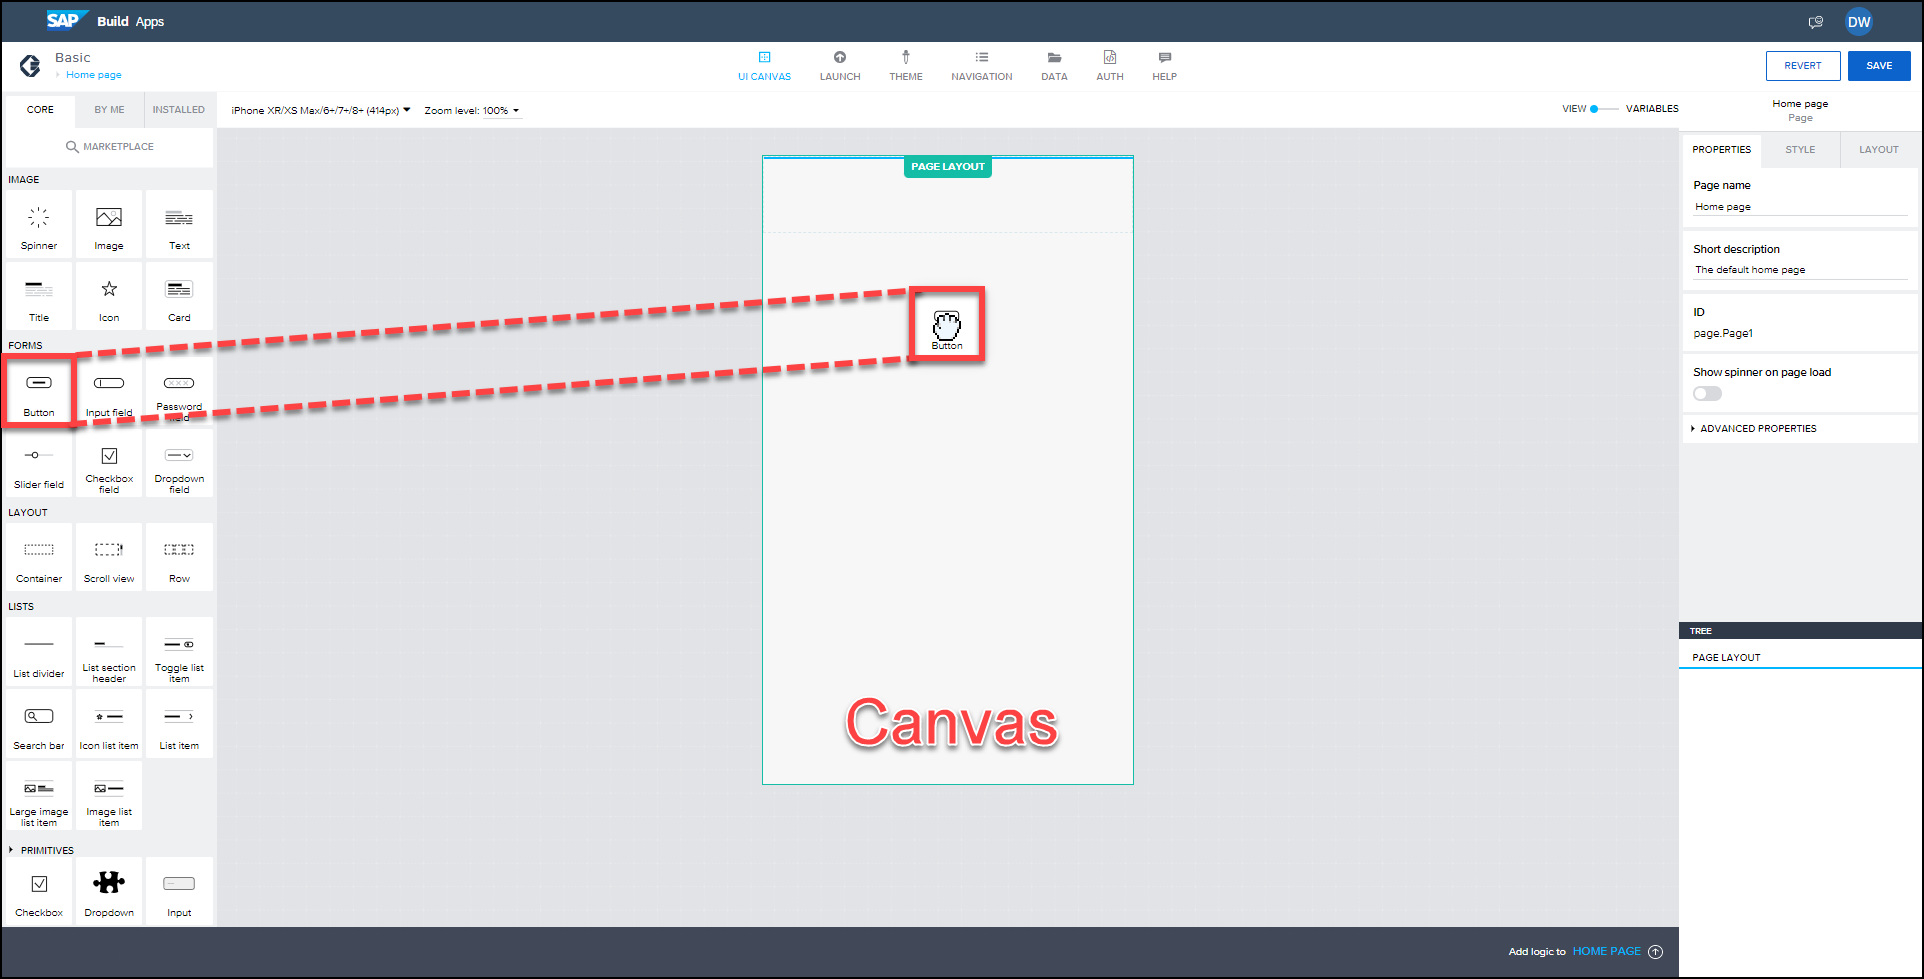 SAP Build Apps
DW
Basic
Home page
UI CANVAS
LAUNCH
THEME
NAVIGATION
DATA
AUTH
HELP
REVERT
SAVE
CORE
BY ME
INSTALLED
iPhone XR/XS Max/6+/7+/8+ (414px)
Zoom level: 100%
VIEW
VARIABLES
MARKETPLACE
IMAGE
Spinner
Image
Text
Title
Icon
Card
FORMS
Button
Input field
Password
field
Slider field
Checkbox
field
Dropdown
field
LAYOUT
Container
Scroll view
Row
LISTS
List divider
List section
header
Toggle list
item
Search bar
Icon list item
List item
Large image
list item
Image list
item
PRIMITIVES
Checkbox
Dropdown
Input
PAGE LAYOUT
Button
Canvas
Home page
Page
PROPERTIES
STYLE
LAYOUT
Page name
Home page
Short description
The default home page
ID
page.Page1
Show spinner on page load
ADVANCED PROPERTIES
TREE
PAGE LAYOUT
Add logic to HOME PAGE